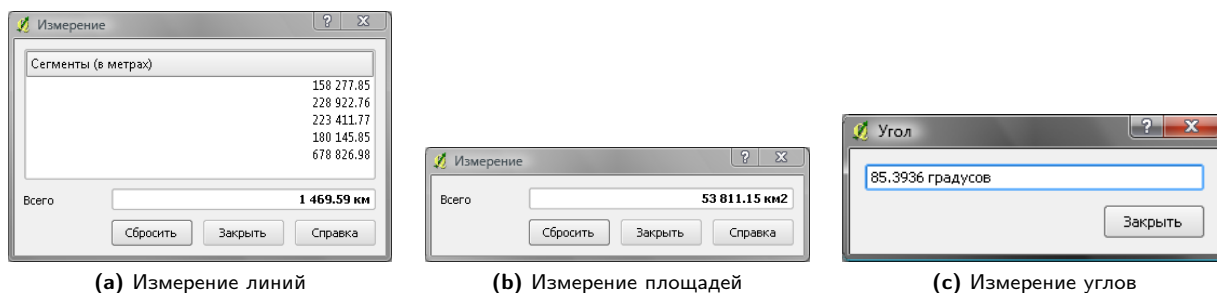 Измерение
Сегменты (в метрах)
158 277.85
228 922.76
223 411.77
180 145.85
678 826.98
Всего
1 469.59 км
Сбросить
Закрыть
Справка
(a) Измерение линий
Измерение
Всего
53 811.15 км2
Сбросить
Закрыть
Справка
(b) Измерение площадей
Угол
85.3936 градусов
Закрыть
(c) Измерение углов